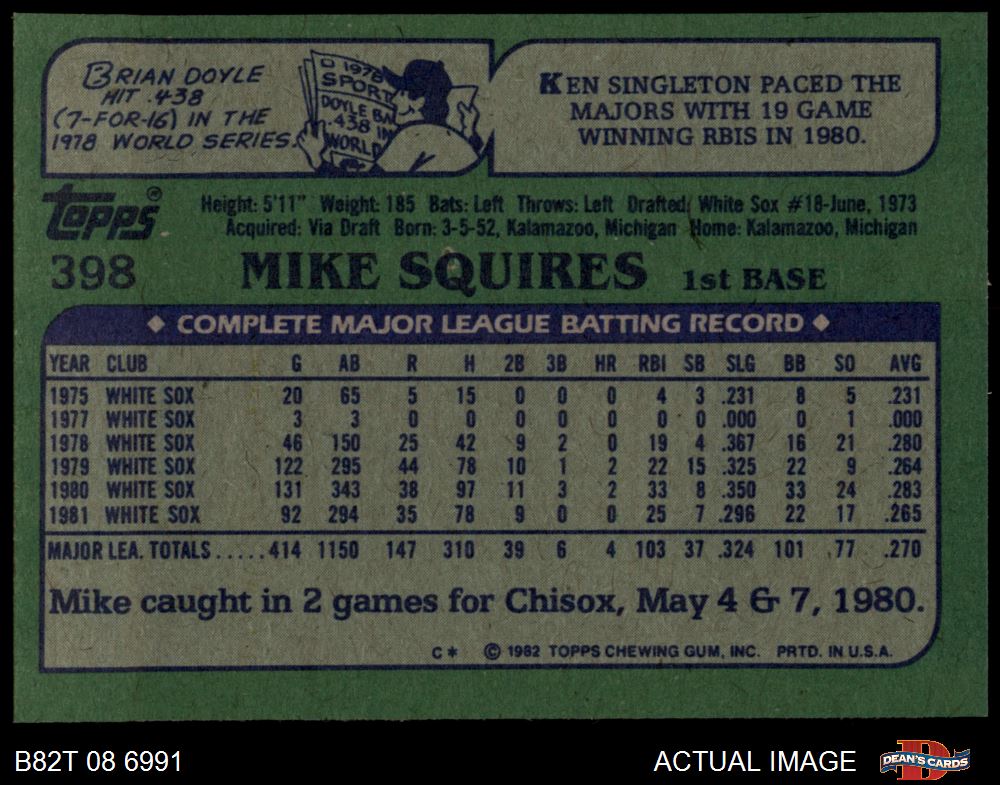 BRIAN DOYLE
HIT .438
(7-FOR-16) IN THE
1978 WORLD SERIES.
1978
SPORT
DOYLE BA
.438 IN
WORLD
KEN SINGLETON PACED THE
MAJORS WITH 19 GAME
WINNING RBIS IN 1980.
TOPPS®
Height: 5'11" Weight: 185 Bats: Left Throws: Left Drafted: White Sox #18-June, 1973
Acquired: Via Draft Born: 3-5-52, Kalamazoo, Michigan Home: Kalamazoo, Michigan
398 MIKE SQUIRES 1st BASE
◆ COMPLETE MAJOR LEAGUE BATTING RECORD ◆
YEAR CLUB G AB R H 2B 3B HR RBI SB SLG BB SO AVG
1975 WHITE SOX 20 65 5 15 0 0 0 4 3 .231 8 5 .231
1977 WHITE SOX 3 3 0 0 0 0 0 0 0 .000 0 1 .000
1978 WHITE SOX 46 150 25 42 9 2 0 19 4 .367 16 21 .280
1979 WHITE SOX 122 295 44 78 10 1 2 22 15 .325 22 9 .264
1980 WHITE SOX 131 343 38 97 11 3 2 33 8 .350 33 24 .283
1981 WHITE SOX 92 294 35 78 9 0 0 25 7 .296 22 17 .265
MAJOR LEA. TOTALS.....414 1150 147 310 39 6 4 103 37 .324 101 77 .270
Mike caught in 2 games for Chisox, May 4 & 7, 1980.
C* © 1982 TOPPS CHEWING GUM, INC. PRTD. IN U.S.A.
B82T 08 6991 ACTUAL IMAGE DEAN'S CARDS